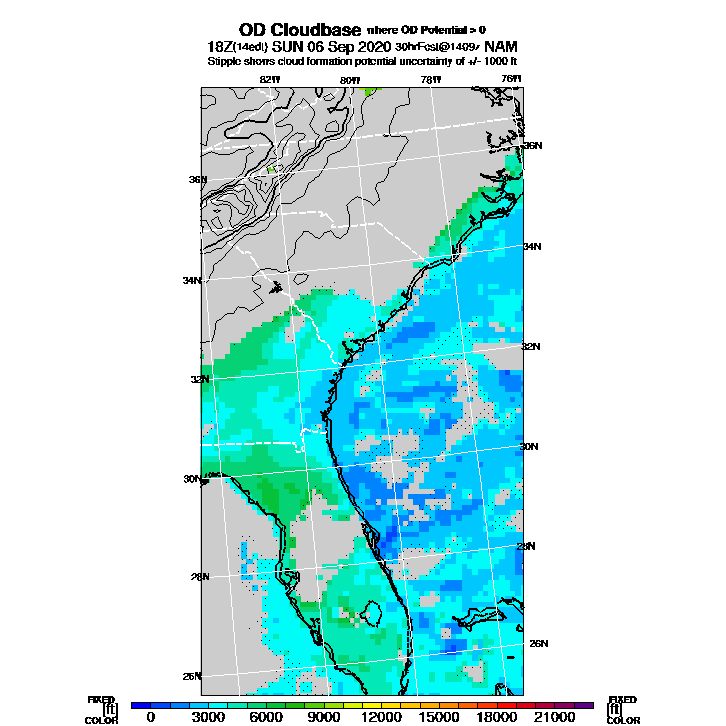 OD Cloudbase where OD Potential > 0
18Z(14edt) SUN 06 Sep 2020 30hrFcst@1409z NAM
Stipple shows cloud formation potential uncertainty of +/- 1000 ft
82W 80W 78W 76W
36N
36N
34N
34N
32N
32N
30N
30N
28N
28N
26N
26N
FIXED [ft] COLOR
0 3000 6000 9000 12000 15000 18000 21000
FIXED [ft] COLOR